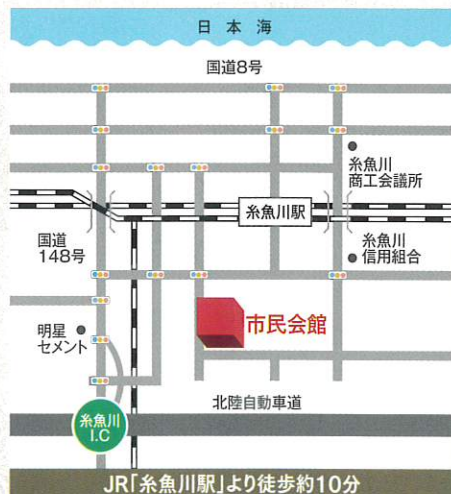 日本海
国道8号
糸魚川
商工会議所
糸魚川駅
国道
148号
糸魚川
信用組合
市民会館
明星
セメント
北陸自動車道
糸魚川
I.C
JR「糸魚川駅」より徒歩約10分